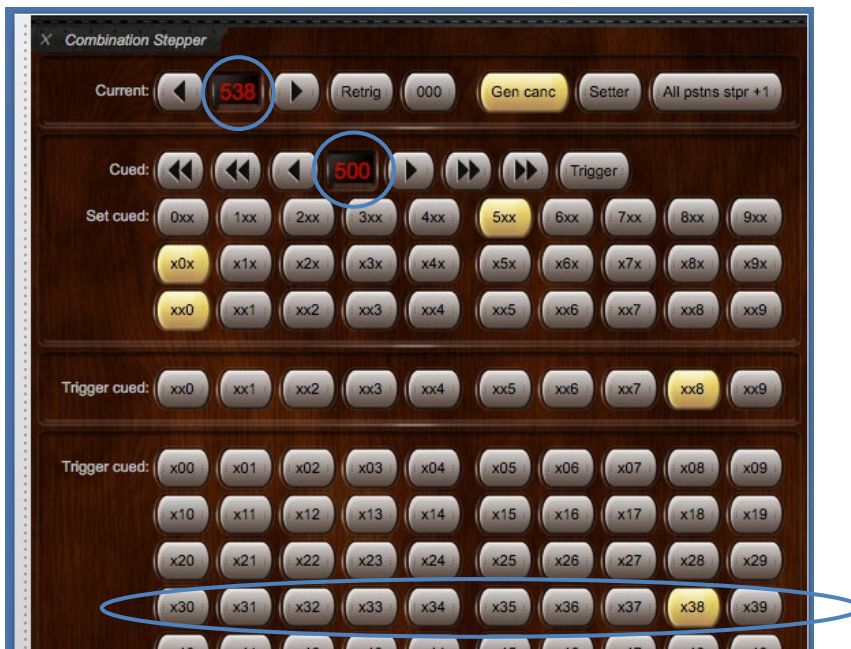 X Combination Stepper
Current: 538 Retrig 000 Gen canc Setter All pstns stpr +1
Cued: 500 Trigger
Set cued: 0xx 1xx 2xx 3xx 4xx 5xx 6xx 7xx 8xx 9xx
x0x x1x x2x x3x x4x x5x x6x x7x x8x x9x
xx0 xx1 xx2 xx3 xx4 xx5 xx6 xx7 xx8 xx9
Trigger cued: xx0 xx1 xx2 xx3 xx4 xx5 xx6 xx7 xx8 xx9
Trigger cued: x00 x01 x02 x03 x04 x05 x06 x07 x08 x09
x10 x11 x12 x13 x14 x15 x16 x17 x18 x19
x20 x21 x22 x23 x24 x25 x26 x27 x28 x29
x30 x31 x32 x33 x34 x35 x36 x37 x38 x39